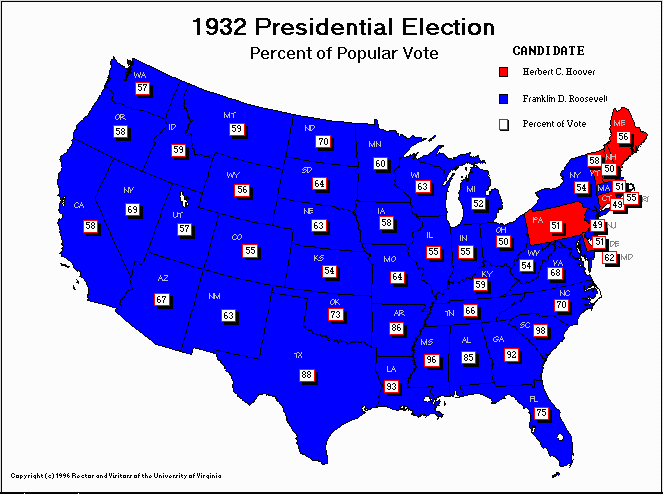 1932 Presidential Election
Percent of Popular Vote
CANDIDATE
Herbert C. Hoover
Franklin D. Roosevelt
Percent of Vote
WA
57
OR
58
ID
59
MT
59
ND
70
MN
60
WI
63
MI
52
ME
56
NH
50
VT
58
MA
51
RI
55
CT
49
NY
54
PA
51
NJ
49
DE
51
MD
62
WY
56
SD
64
NE
63
IA
58
IL
55
IN
55
OH
50
WV
54
VA
68
KY
59
NV
69
UT
57
CO
55
KS
54
MO
64
CA
58
AZ
67
NM
63
OK
73
AR
86
TN
66
NC
70
SC
98
TX
88
LA
93
MS
96
AL
85
GA
92
FL
75
Copyright (c) 1996 Rector and Visitors of the University of Virginia